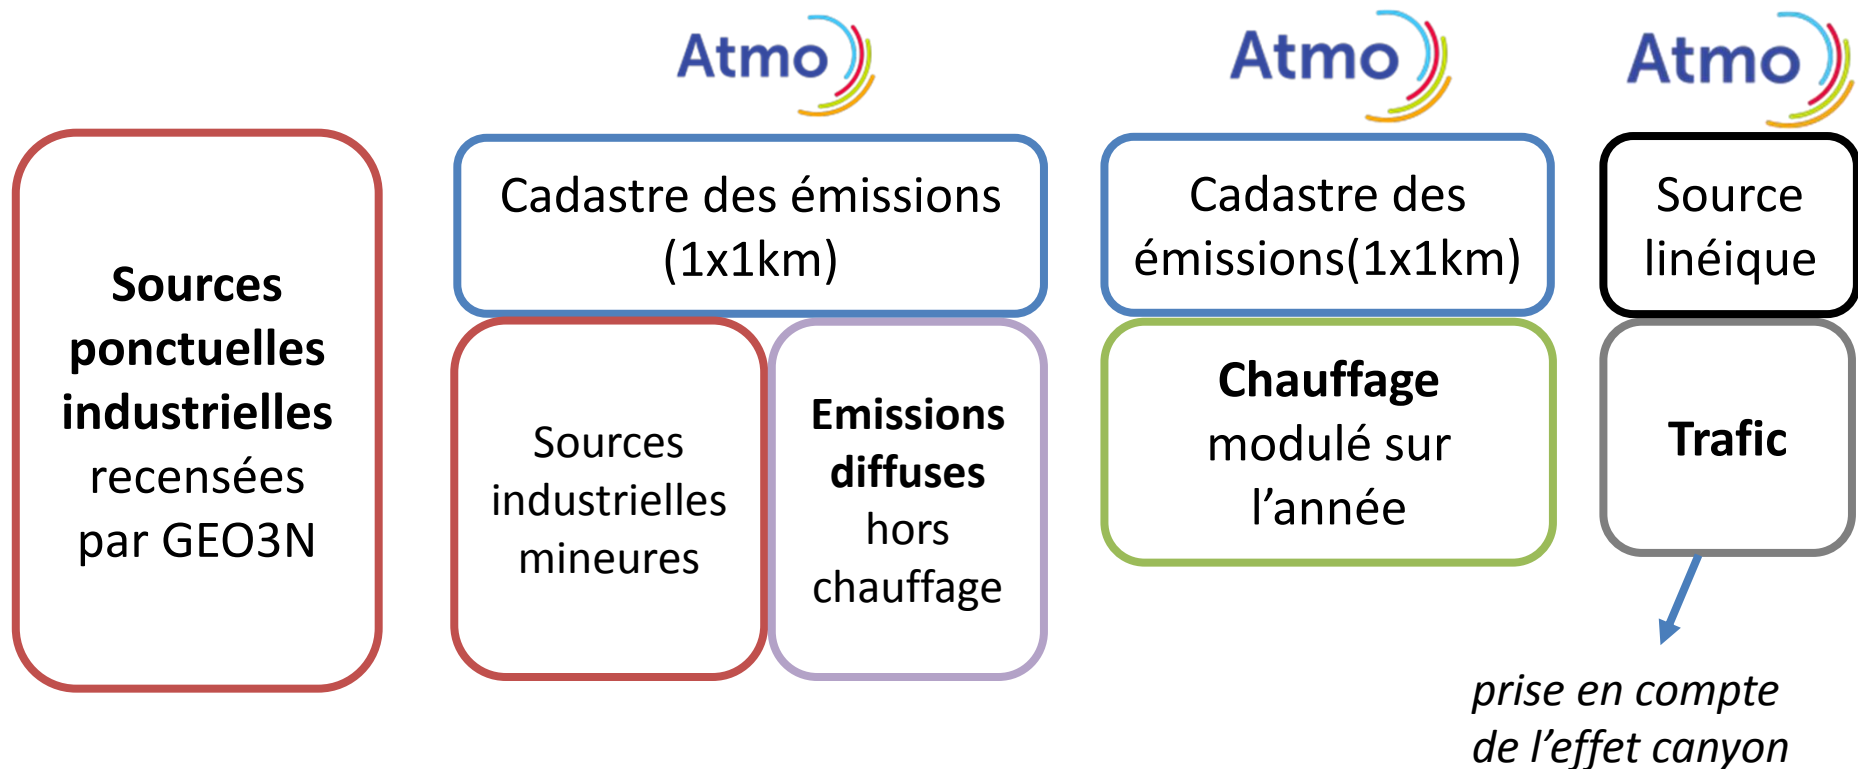 Atmo
Atmo
Atmo
Sources
ponctuelles
industrielles
recensées
par GEO3N
Cadastre des émissions
(1x1km)
Sources
industrielles
mineures
Emissions
diffuses
hors
chauffage
Cadastre des
émissions(1x1km)
Chauffage
modulé sur
l’année
Source
linéique
Trafic
prise en compte
de l’effet canyon